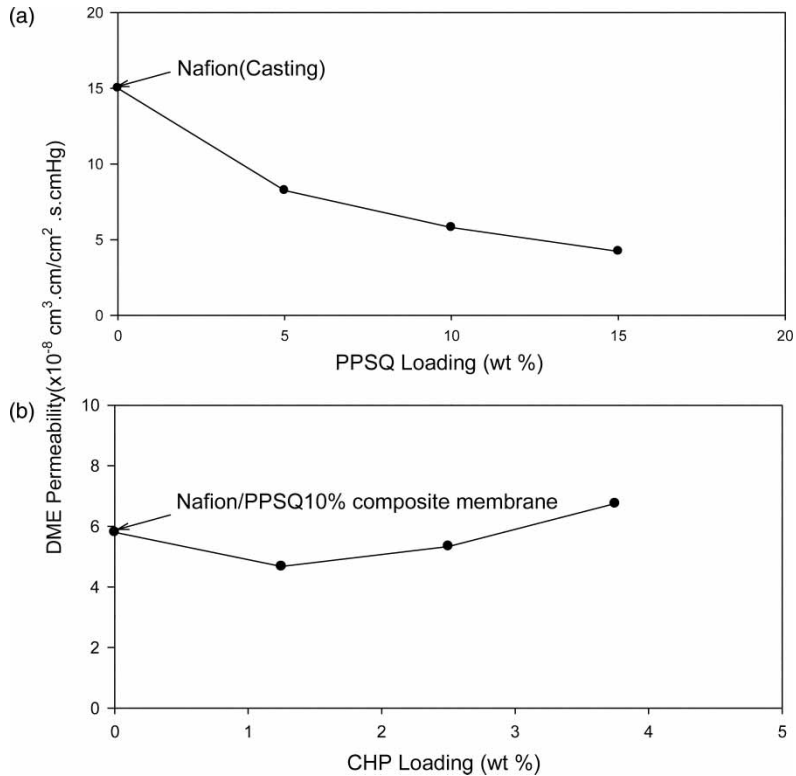 (a)
20
15
10
5
0
Nafion(Casting)
0 5 10 15 20
PPSQ Loading (wt %)
DME Permeability(x10⁻⁸ cm³.cm/cm² .s.cmHg)
(b)
10
8
6
4
2
0
Nafion/PPSQ10% composite membrane
0 1 2 3 4 5
CHP Loading (wt %)